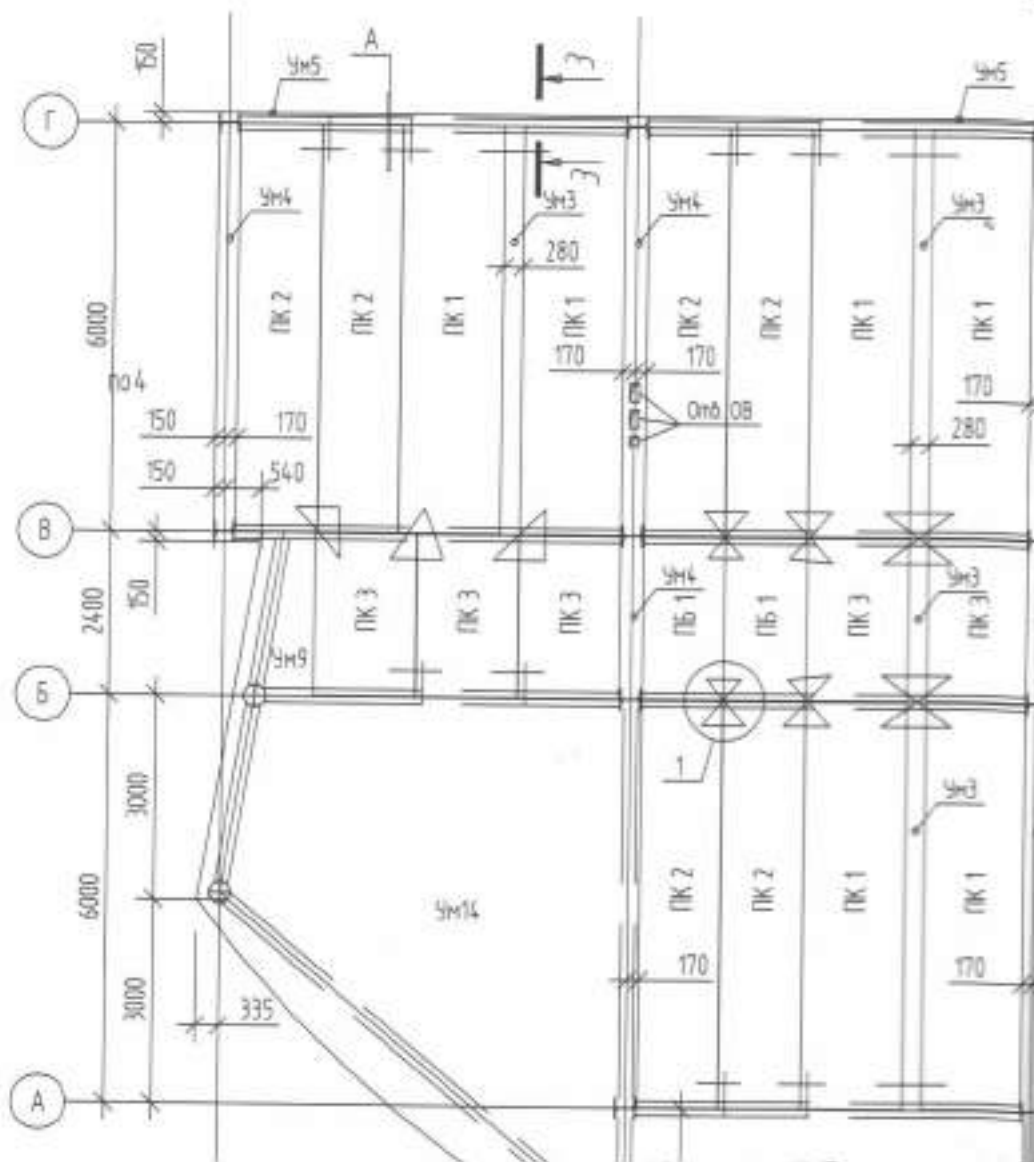 150
А
3
Ум5
Ум5
Г
3
Ум4
Ум3
Ум4
Ум3
280
6000
ПК 2
ПК 2
ПК 1
ПК 1
ПК 2
ПК 2
ПК 1
ПК 1
170
170
170
по 4
Отв. ОВ
150
170
280
150
540
В
2400
150
ПК 3
ПК 3
ПК 3
Ум4
ПБ 1
ПБ 1
ПК 3
Ум3
ПК 3
Ум9
Б
1
3000
Ум3
6000
Ум14
ПК 2
ПК 2
ПК 1
ПК 1
170
170
3000
335
А